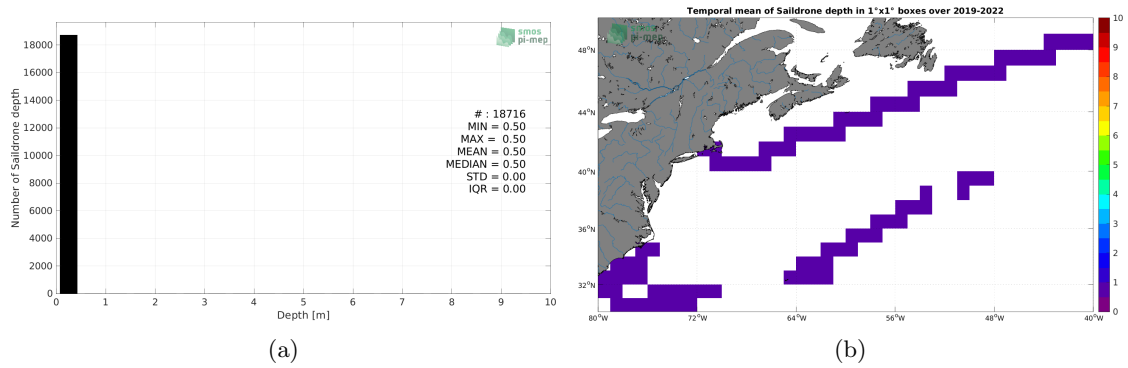 smos
pi-mep
18000
16000
14000
12000
10000
8000
6000
4000
2000
0
Number of Saildrone depth
# : 18716
MIN = 0.50
MAX = 0.50
MEAN = 0.50
MEDIAN = 0.50
STD = 0.00
IQR = 0.00
0 1 2 3 4 5 6 7 8 9 10
Depth [m]
(a)
Temporal mean of Saildrone depth in 1°x1° boxes over 2019-2022
smos
pi-mep
48°N
44°N
40°N
36°N
32°N
80°W 72°W 64°W 56°W 48°W 40°W
10
9
8
7
6
5
4
3
2
1
0
(b)